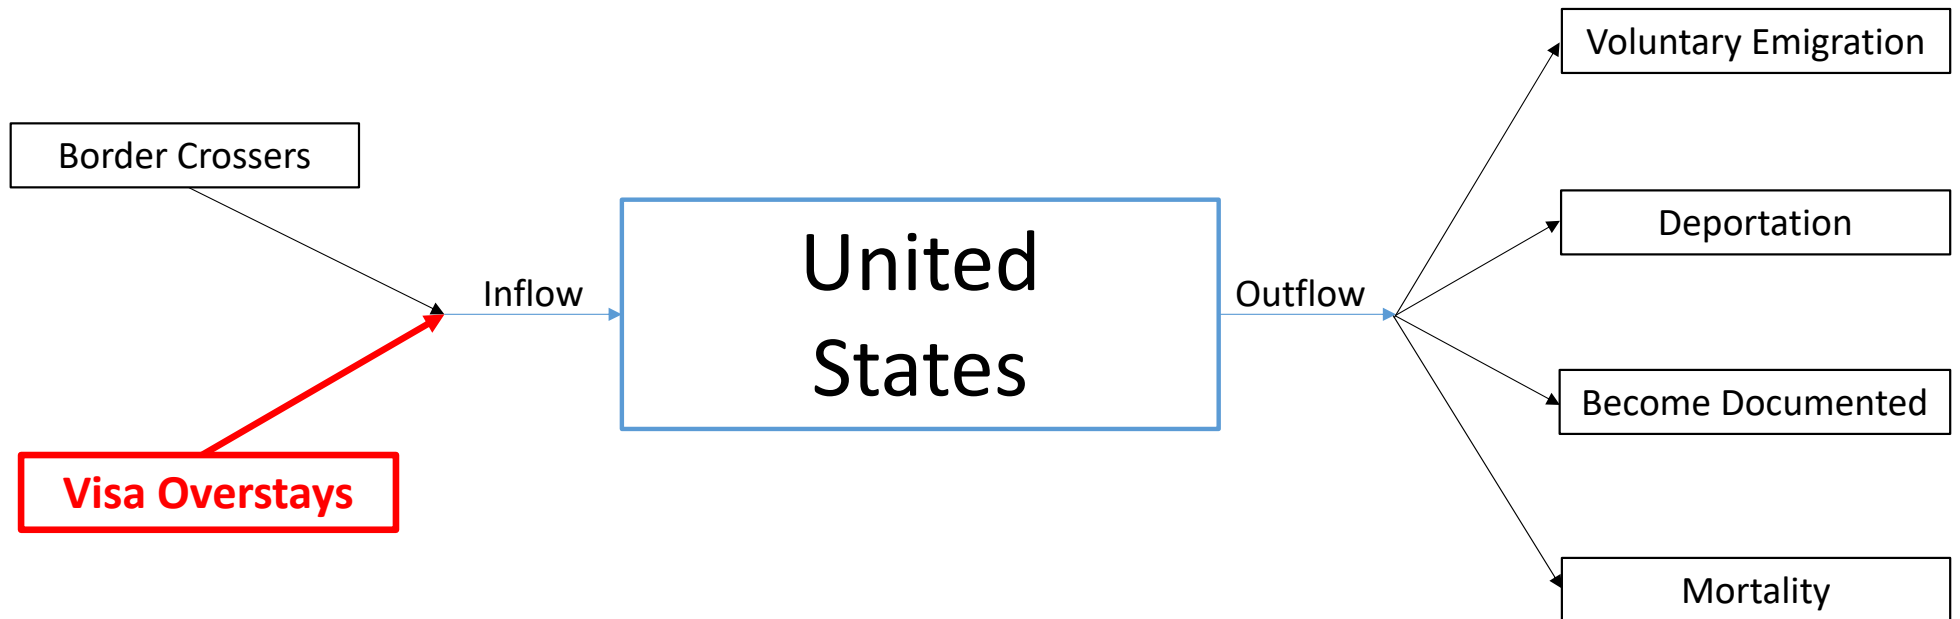 Voluntary Emigration
Border Crossers
Deportation
Inflow
United
States
Outflow
Become Documented
Visa Overstays
Mortality